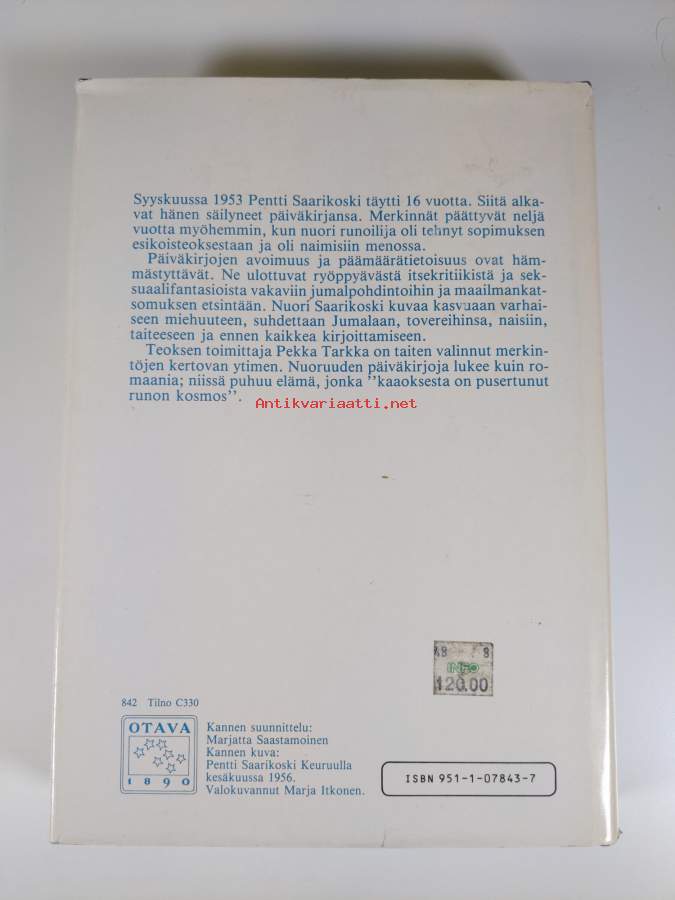 Syyskuussa 1953 Pentti Saarikoski täytti 16 vuotta. Siitä alka-
vat hänen säilyneet päiväkirjansa. Merkinnät päättyvät neljä
vuotta myöhemmin, kun nuori runoilija oli tehnyt sopimuksen
esikoisteoksestaan ja oli naimisiin menossa.
Päiväkirjojen avoimuus ja päämäärätietoisuus ovat häm-
mästyttävät. Ne ulottuvat ryöppyävästä itsekritiikistä ja sek-
suaalifantasioista vakaviin jumalpohdintoihin ja maailmankat-
somuksen etsintään. Nuori Saarikoski kuvaa kasvuaan varhai-
seen miehuuteen, suhdettaan Jumalaan, tovereihinsa, naisiin,
taiteeseen ja ennen kaikkea kirjoittamiseen.
Teoksen toimittaja Pekka Tarkka on taiten valinnut merkin-
töjen kertovan ytimen. Nuoruuden päiväkirjoja lukee kuin ro-
maania; niissä puhuu elämä, jonka "kaaoksesta on pusertunut
runon kosmos".
Antikvariaatti.net
48 8
INFO
120.00
842 Tilno C330
OTAVA
1890
Kannen suunnittelu:
Marjatta Saastamoinen
Kannen kuva:
Pentti Saarikoski Keuruulla
kesäkuussa 1956.
Valokuvannut Marja Itkonen.
ISBN 951-1-07843-7